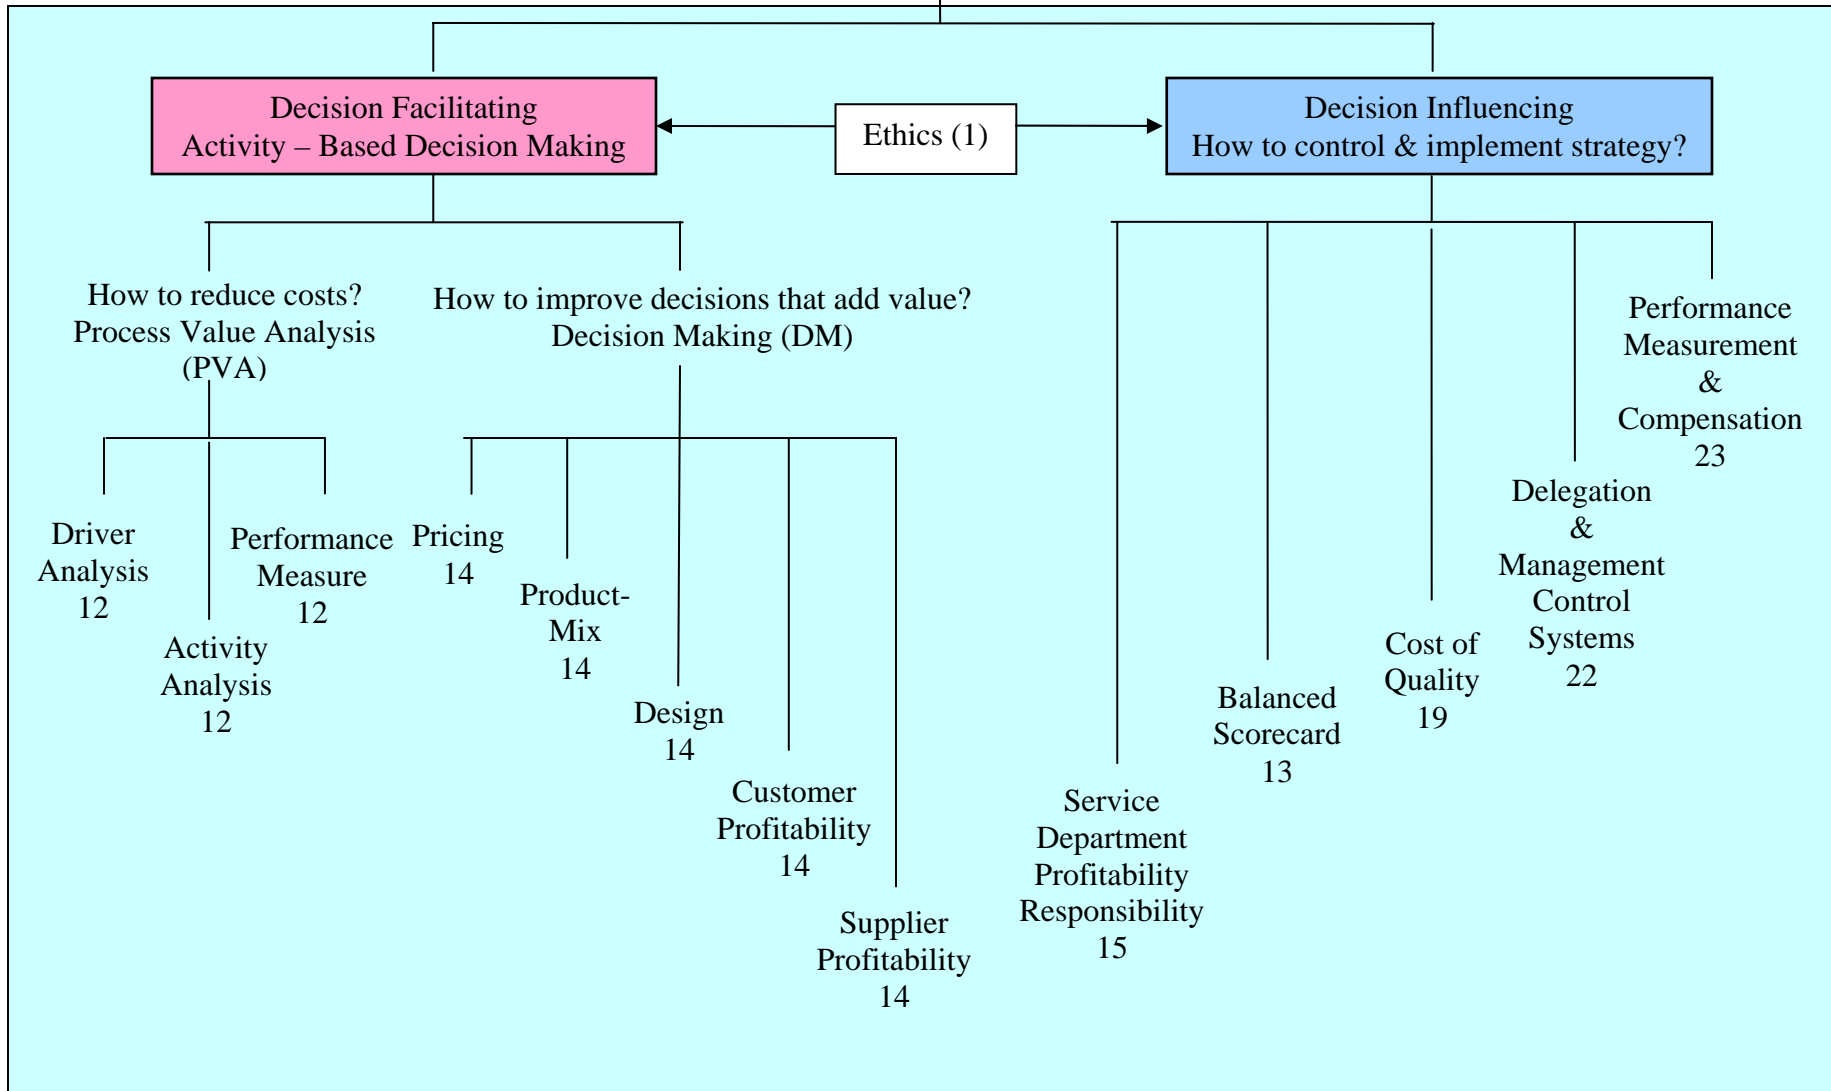 Decision Facilitating
Activity – Based Decision Making
Ethics (1)
Decision Influencing
How to control & implement strategy?
How to reduce costs?
Process Value Analysis
(PVA)
How to improve decisions that add value?
Decision Making (DM)
Driver
Analysis
12
Activity
Analysis
12
Performance
Measure
12
Pricing
14
Product-
Mix
14
Design
14
Customer
Profitability
14
Supplier
Profitability
14
Service
Department
Profitability
Responsibility
15
Balanced
Scorecard
13
Cost of
Quality
19
Delegation
&
Management
Control
Systems
22
Performance
Measurement
&
Compensation
23